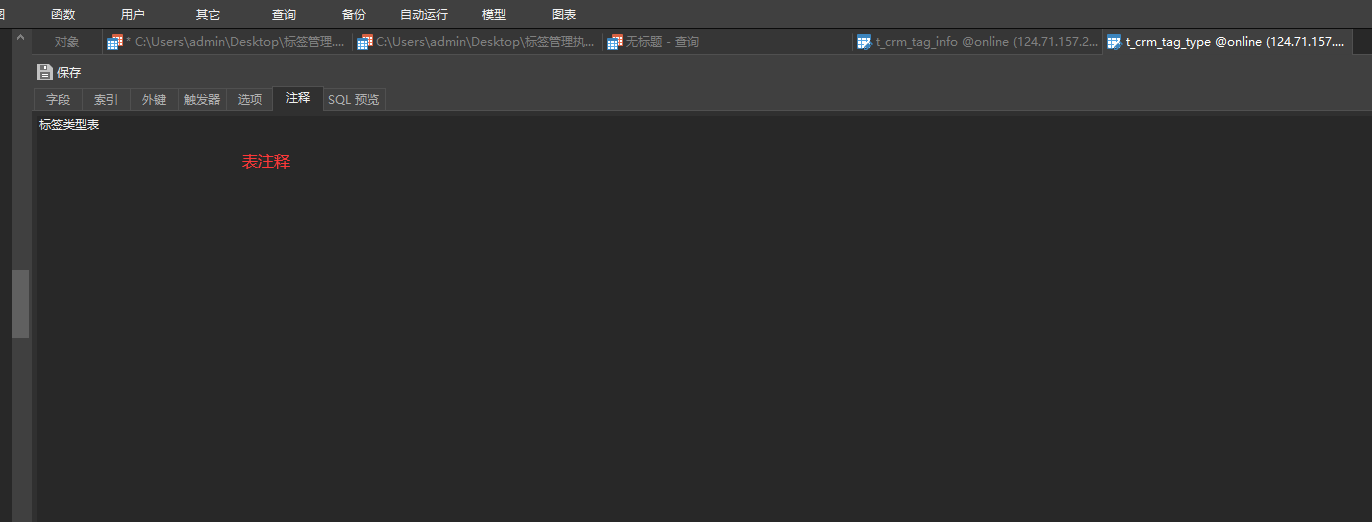 图 函数 用户 其它 查询 备份 自动运行 模型 图表
对象 * C:\Users\admin\Desktop\标签管理.... C:\Users\admin\Desktop\标签管理执... 无标题 - 查询 t_crm_tag_info @online (124.71.157.2... t_crm_tag_type @online (124.71.157....
保存
字段 索引 外键 触发器 选项 注释 SQL 预览
标签类型表
表注释